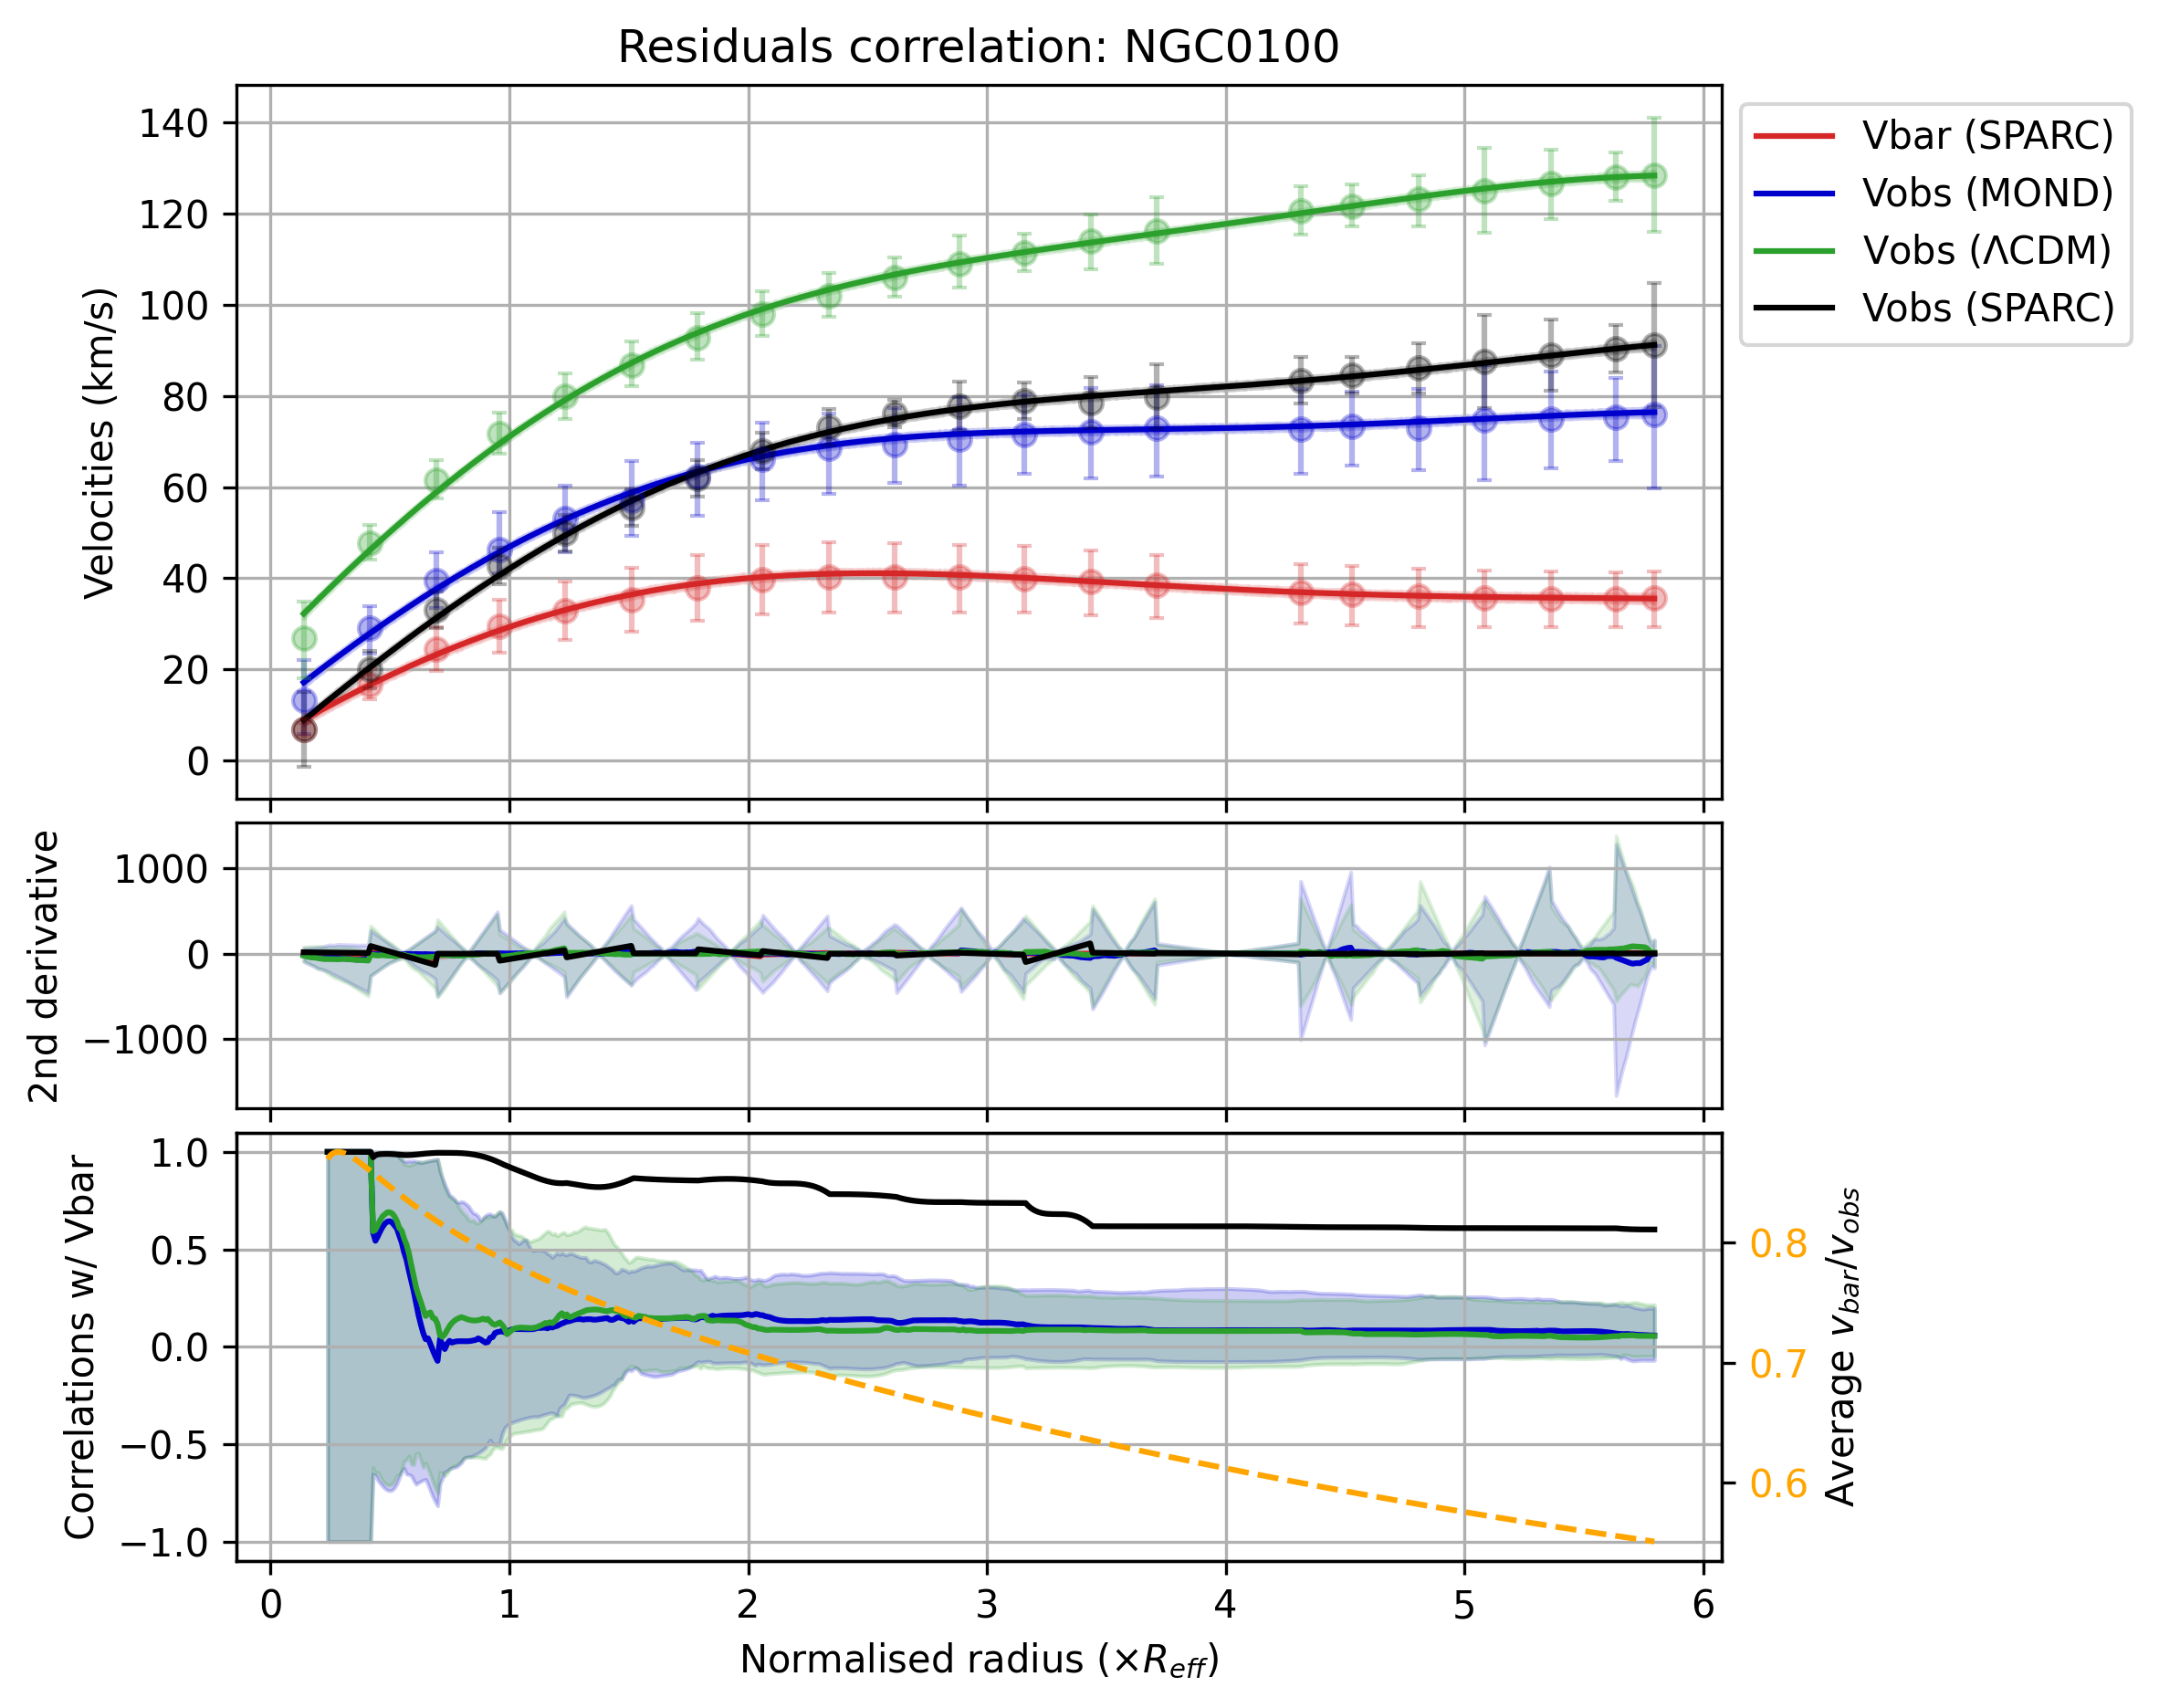 Residuals correlation: NGC0100
Velocities (km/s)
140
120
100
80
60
40
20
0
Vbar (SPARC)
Vobs (MOND)
Vobs (ΛCDM)
Vobs (SPARC)
2nd derivative
1000
0
−1000
Correlations w/ Vbar
1.0
0.5
0.0
−0.5
−1.0
0.8
0.7
0.6
Average v_bar/v_obs
0 1 2 3 4 5 6
Normalised radius (×R_eff)